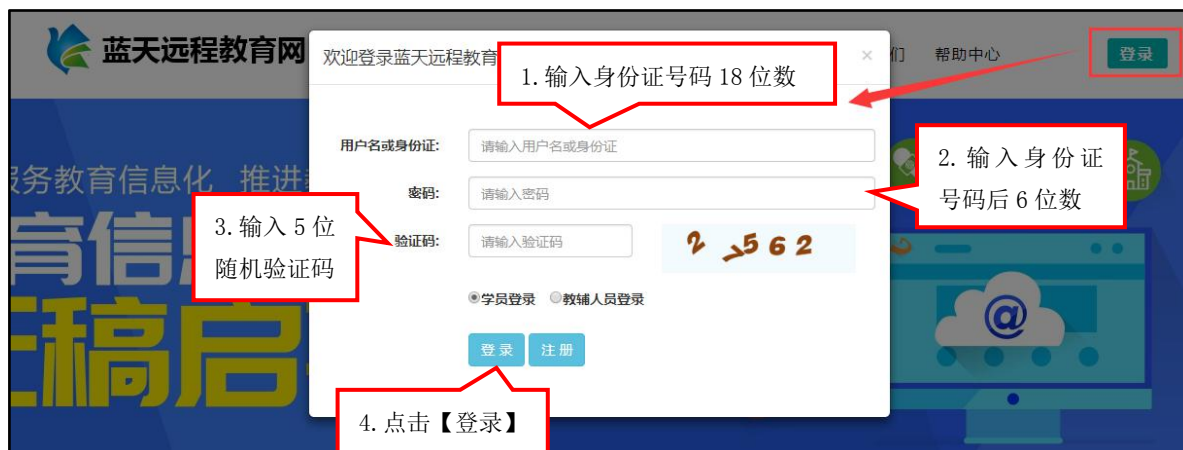 蓝天远程教育网
欢迎登录蓝天远程教育
×
们
帮助中心
登录
1.输入身份证号码 18 位数
用户名或身份证:
请输入用户名或身份证
2.输入身份证
号码后 6 位数
务教育信息化 推进
密码:
请输入密码
3.输入 5 位
随机验证码
验证码:
请输入验证码
育信
学员登录
教辅人员登录
@
登 录
注 册
稿启
4.点击【登录】